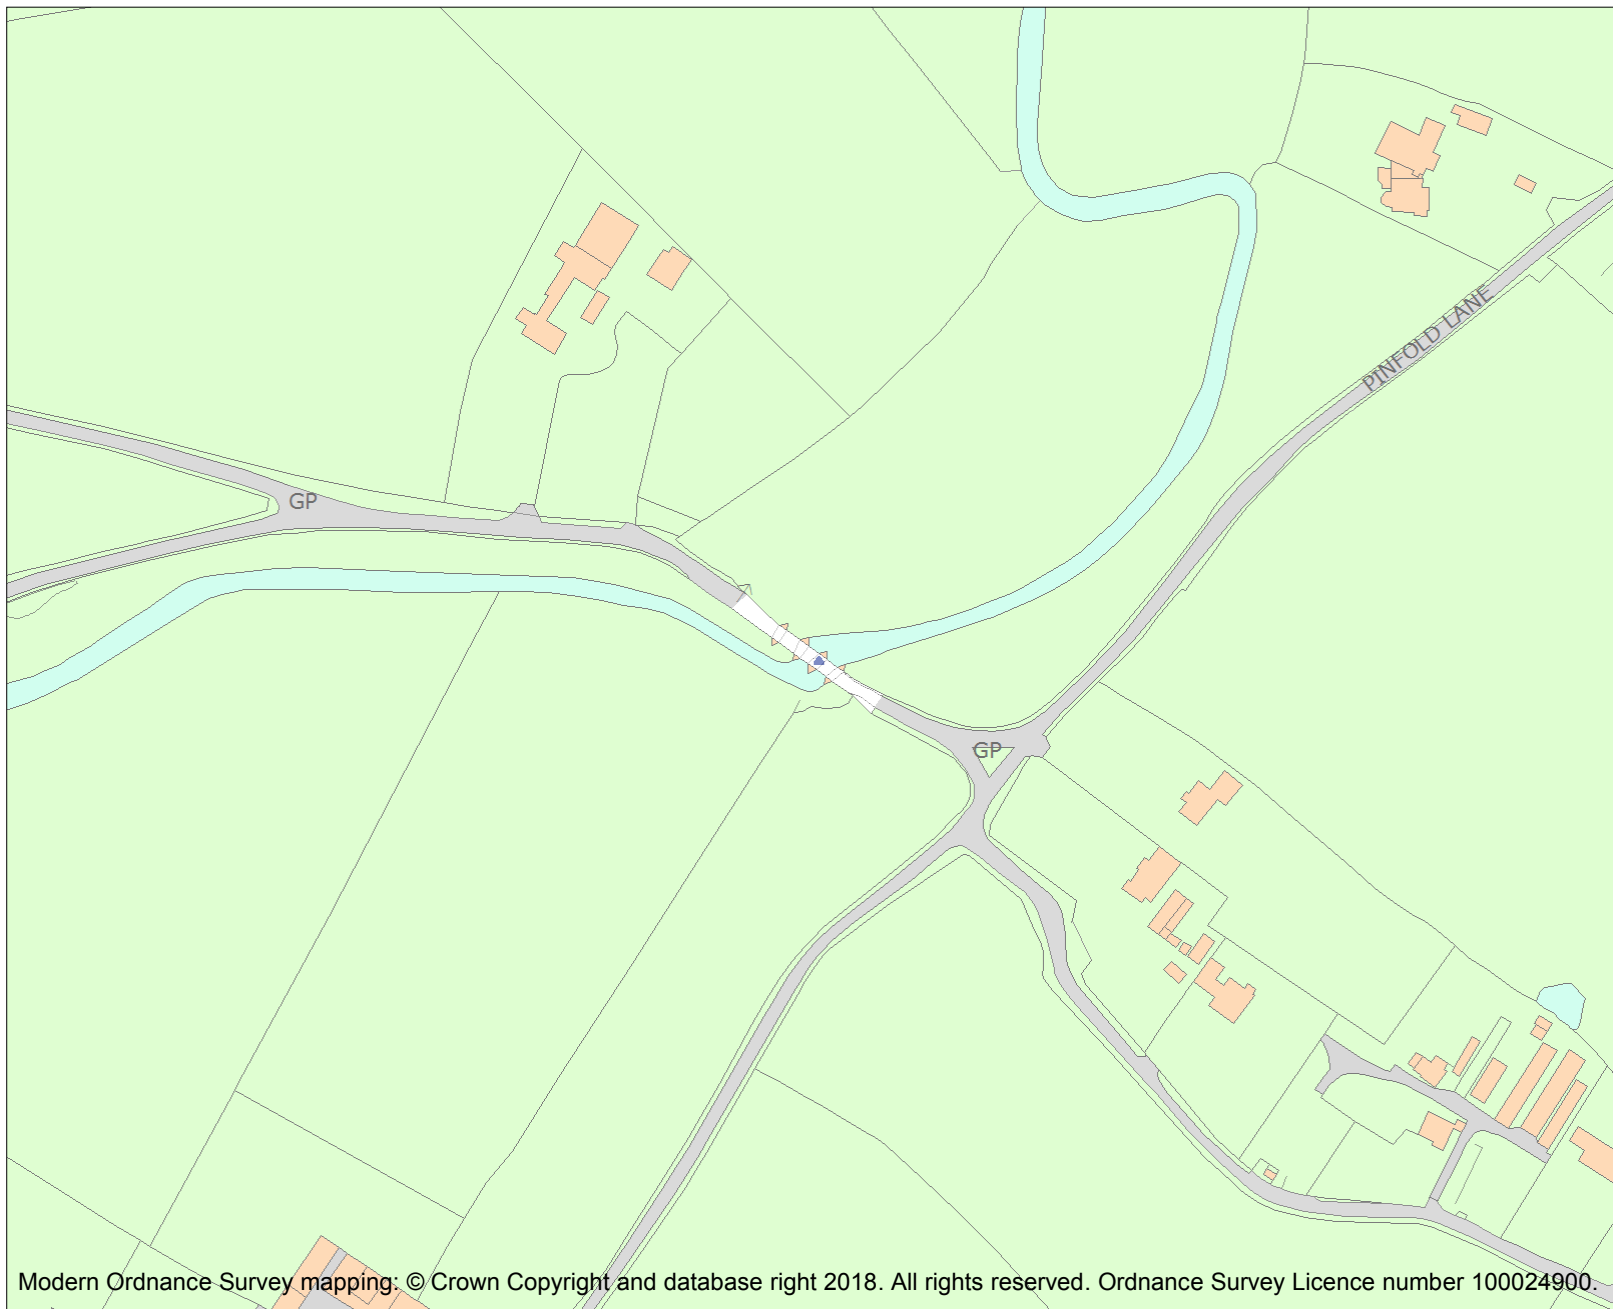 PINFOLD LANE
GP
GP
Modern Ordnance Survey mapping: © Crown Copyright and database right 2018. All rights reserved. Ordnance Survey Licence number 100024900.